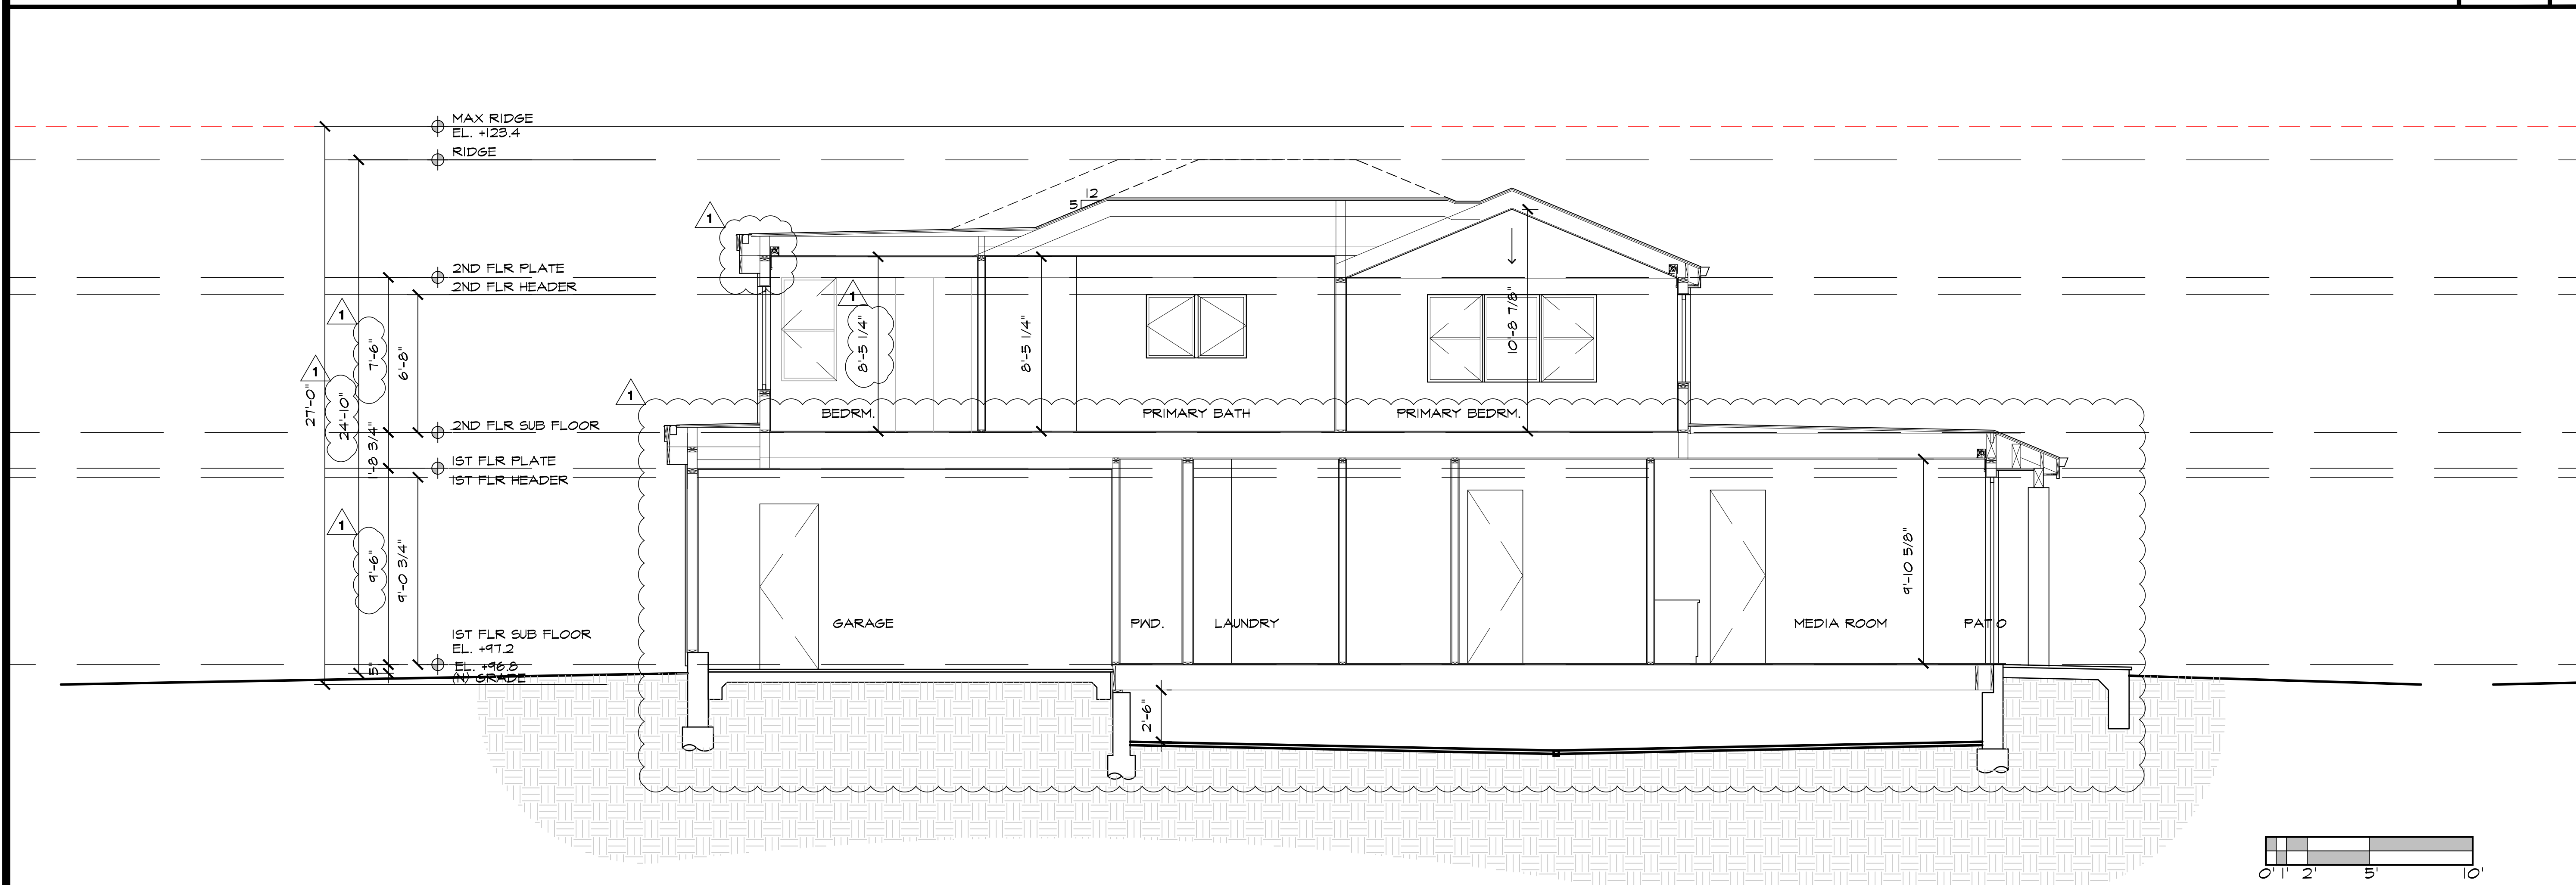 MAX RIDGE
EL. +123.4
RIDGE
12
5
1
2ND FLR PLATE
2ND FLR HEADER
1
1
7'-6"
6'-8"
8'-5 1/4"
8'-5 1/4"
10'-8 7/8"
1
27'-0"
24'-10"
1
BEDRM.
PRIMARY BATH
PRIMARY BEDRM.
2ND FLR SUB FLOOR
1'-8 3/4"
1ST FLR PLATE
1ST FLR HEADER
1
9'-6"
9'-0 3/4"
9'-10 5/8"
GARAGE
PWD.
LAUNDRY
MEDIA ROOM
PATIO
1ST FLR SUB FLOOR
EL. +97.2
EL. +96.8
(N) GRADE
5"
2'-6"
0' 1' 2' 5' 10'